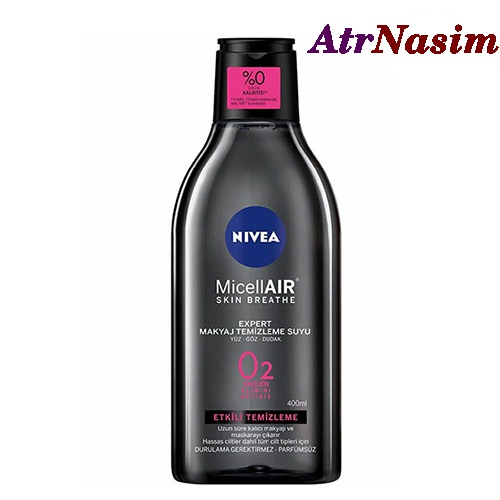 AtrNasim
%0
KALINTISI*
NIVEA
MicellAIR®
SKIN BREATHE
EXPERT
MAKYAJ TEMİZLEME SUYU
YÜZ - GÖZ - DUDAK
O2
400ml
ETKİLİ TEMİZLEME
Uzun süre kalıcı makyajı ve
maskarayı çıkarır
Hassas ciltler dahil tüm cilt tipleri için
DURULAMA GEREKTİRMEZ - PARFÜMSÜZ